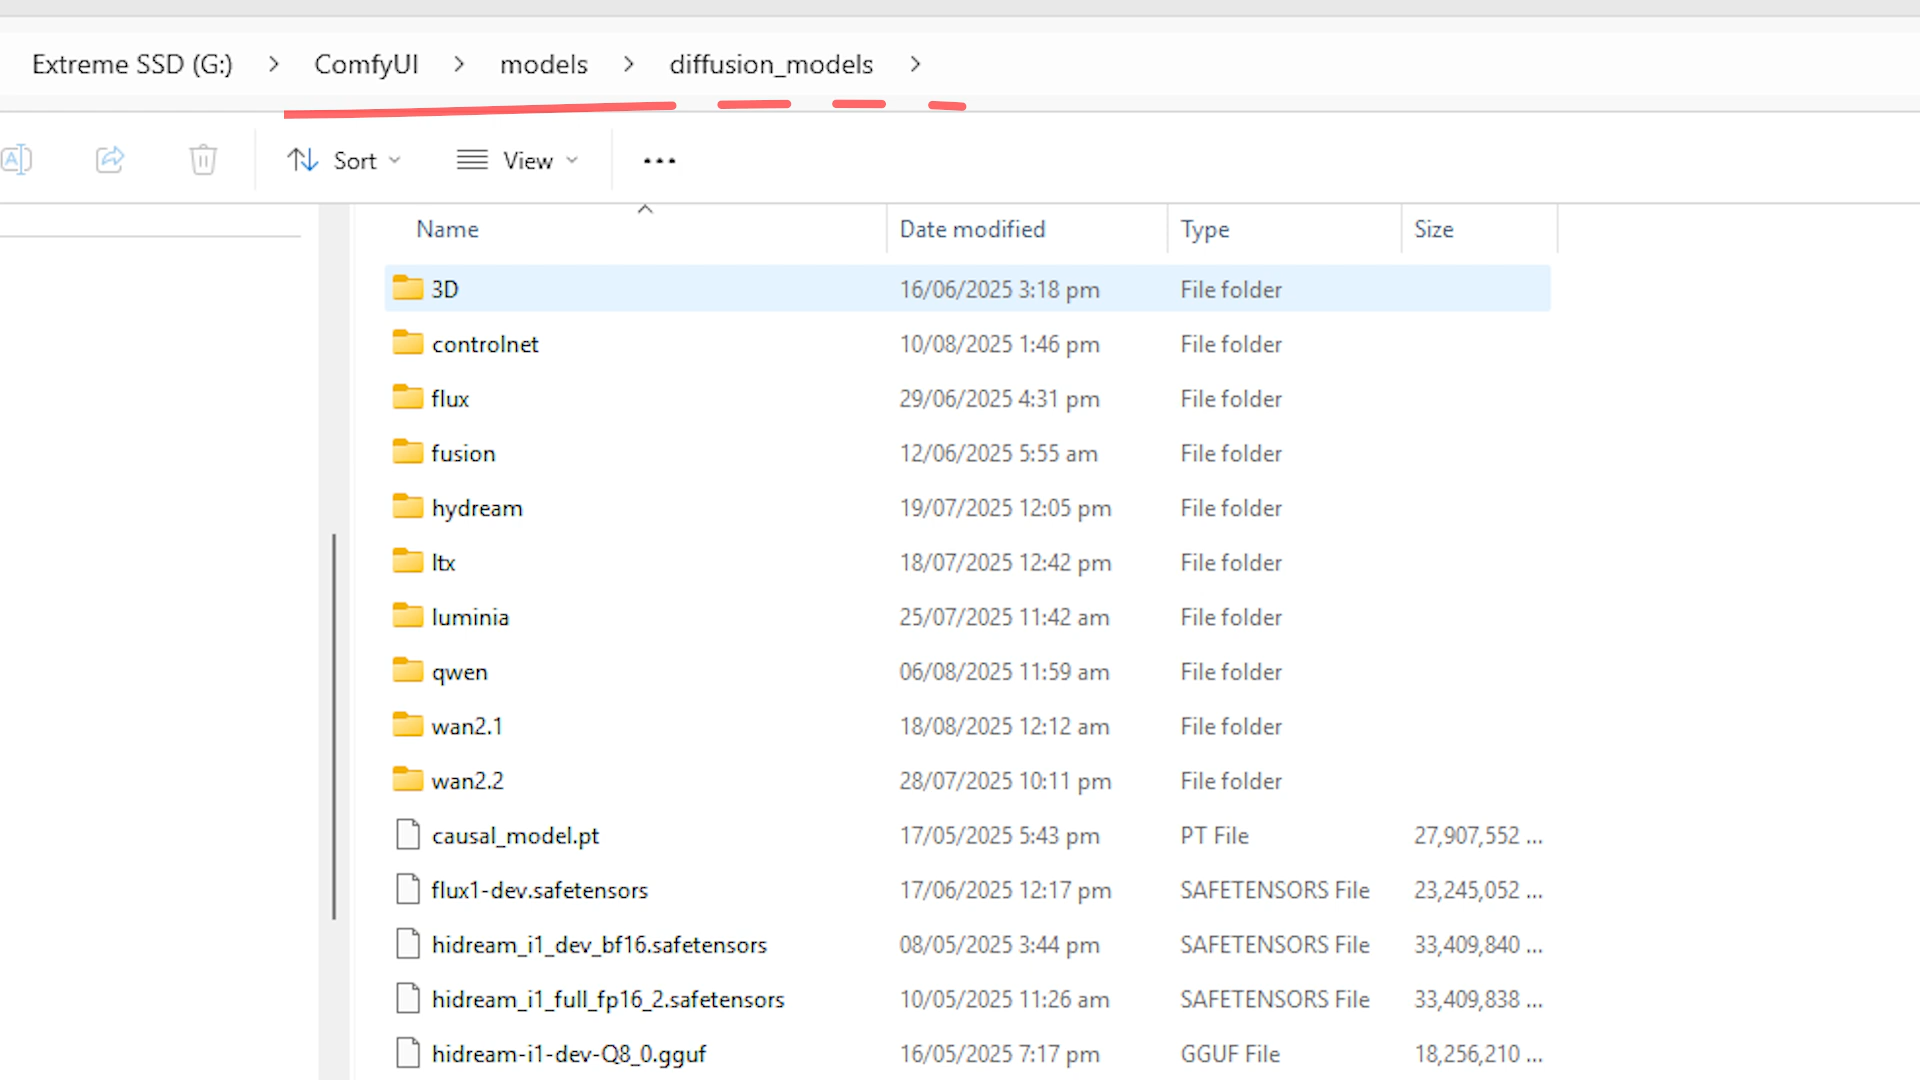 Extreme SSD (G:) > ComfyUI > models > diffusion_models >
Sort View ...
Name Date modified Type Size
3D 16/06/2025 3:18 pm File folder
controlnet 10/08/2025 1:46 pm File folder
flux 29/06/2025 4:31 pm File folder
fusion 12/06/2025 5:55 am File folder
hydream 19/07/2025 12:05 pm File folder
ltx 18/07/2025 12:42 pm File folder
luminia 25/07/2025 11:42 am File folder
qwen 06/08/2025 11:59 am File folder
wan2.1 18/08/2025 12:12 am File folder
wan2.2 28/07/2025 10:11 pm File folder
causal_model.pt 17/05/2025 5:43 pm PT File 27,907,552 ...
flux1-dev.safetensors 17/06/2025 12:17 pm SAFETENSORS File 23,245,052 ...
hidream_i1_dev_bf16.safetensors 08/05/2025 3:44 pm SAFETENSORS File 33,409,840 ...
hidream_i1_full_fp16_2.safetensors 10/05/2025 11:26 am SAFETENSORS File 33,409,838 ...
hidream-i1-dev-Q8_0.gguf 16/05/2025 7:17 pm GGUF File 18,256,210 ...